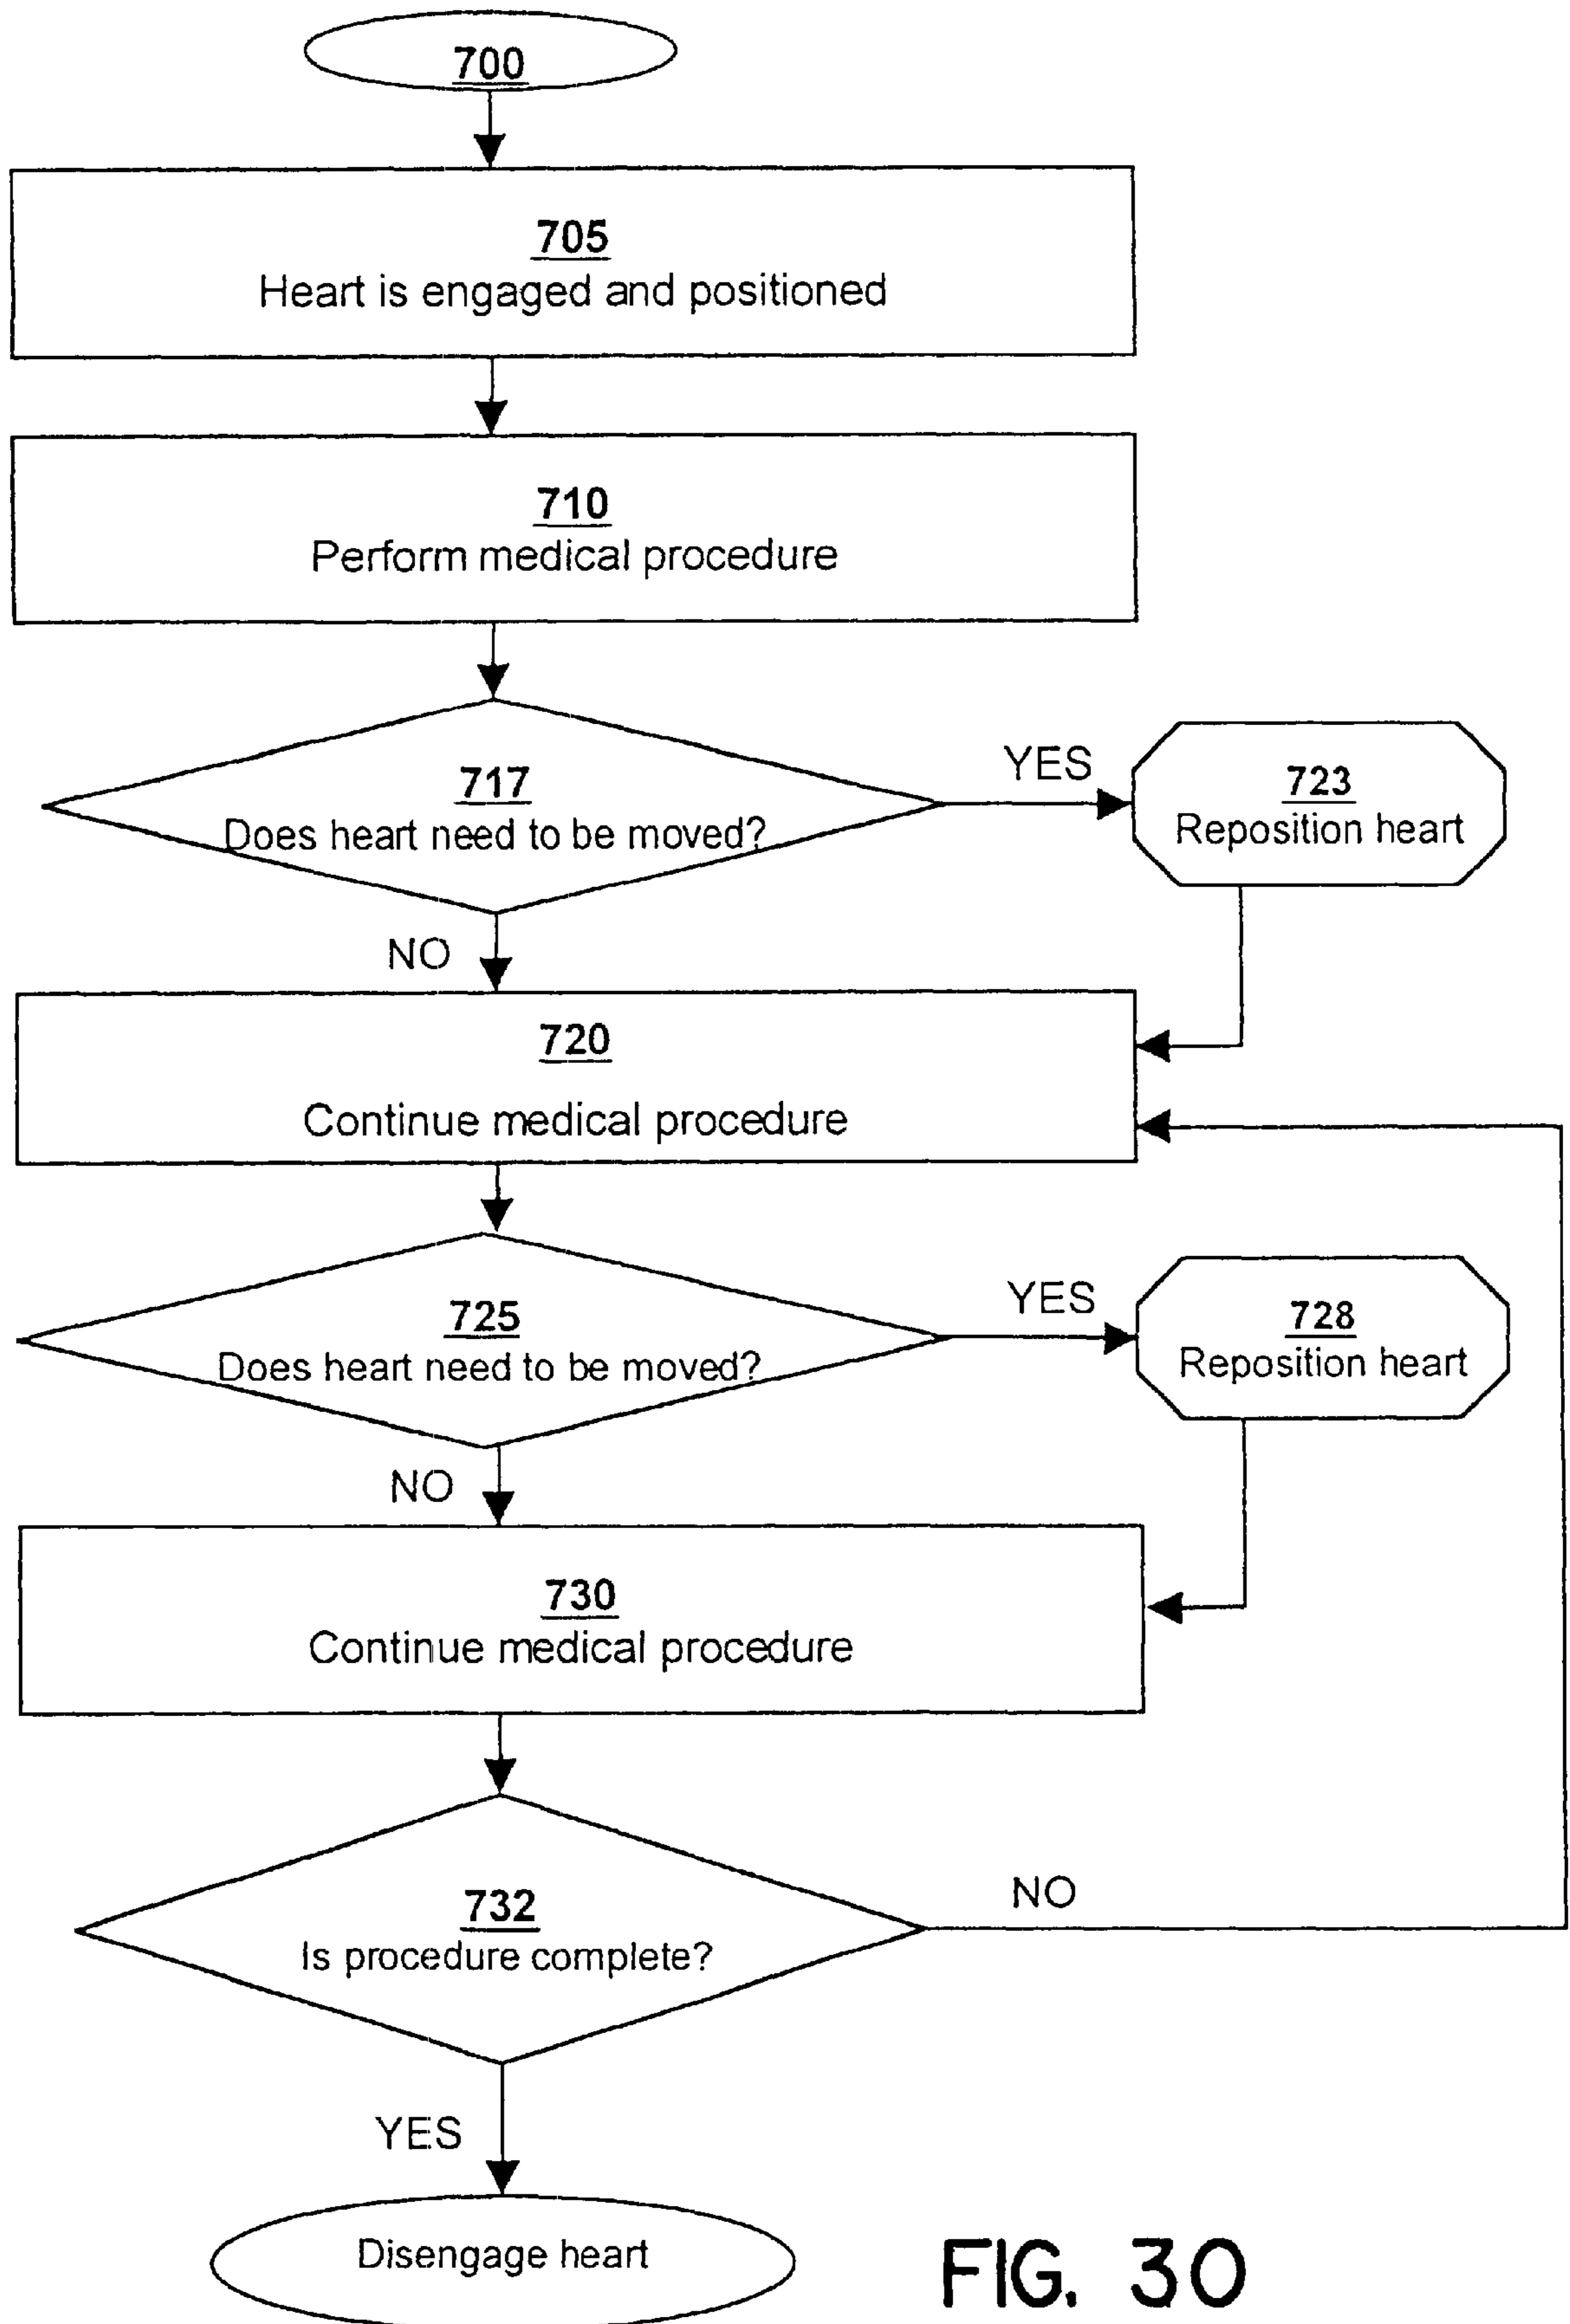 700
705
Heart is engaged and positioned
710
Perform medical procedure
717
Does heart need to be moved?
YES
723
Reposition heart
NO
720
Continue medical procedure
725
Does heart need to be moved?
YES
728
Reposition heart
NO
730
Continue medical procedure
732
Is procedure complete?
NO
YES
Disengage heart
FIG. 30